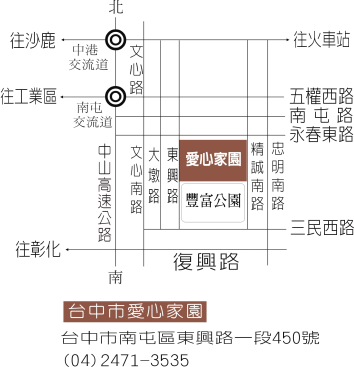 北
往沙鹿
往火車站
中港
交流道
文心路
往工業區
五權西路
南屯
交流道
南屯路
永春東路
中山高速公路
文心南路
大墩路
東興路
愛心家園
豐富公園
精誠南路
忠明南路
三民西路
往彰化
復興路
南
台中市愛心家園
台中市南屯區東興路一段450號
(04)2471-3535